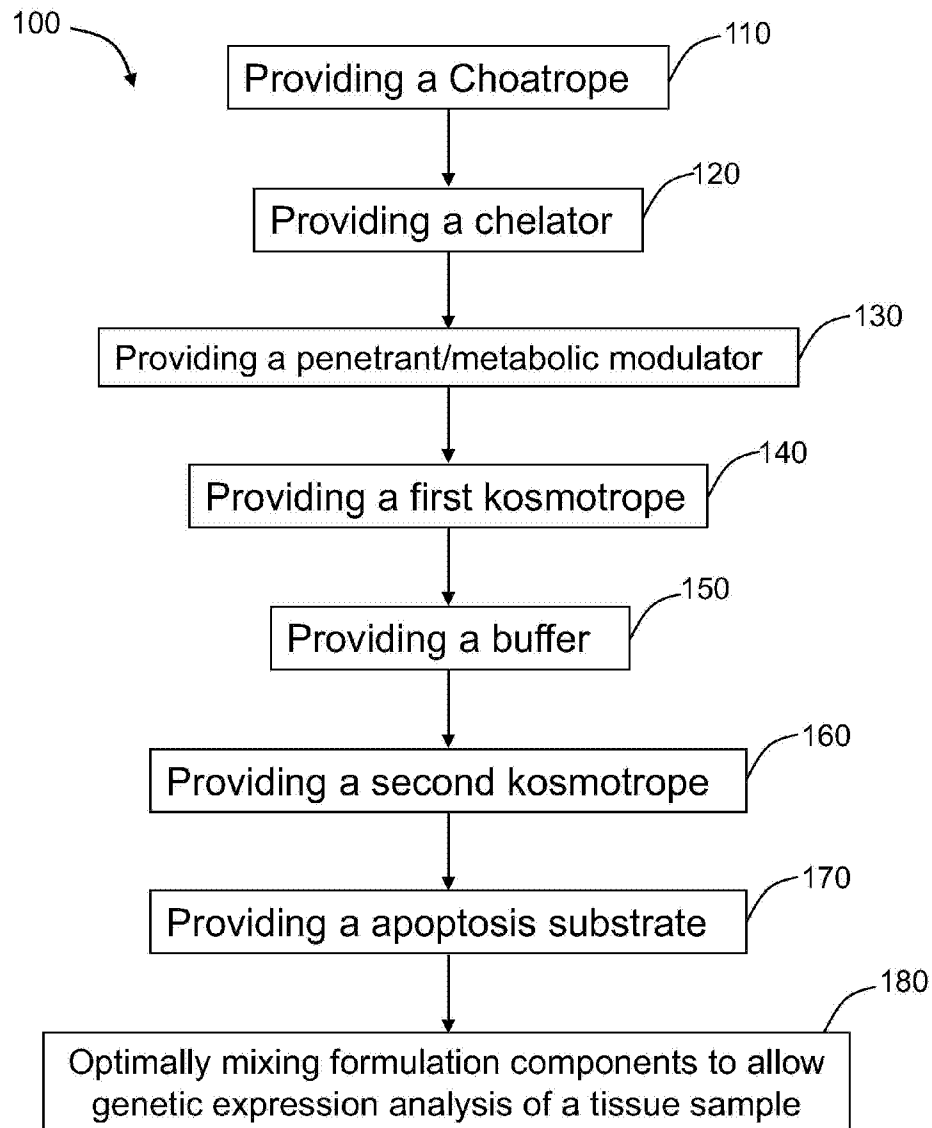 100
110
Providing a Choatrope
120
Providing a chelator
130
Providing a penetrant/metabolic modulator
140
Providing a first kosmotrope
150
Providing a buffer
160
Providing a second kosmotrope
170
Providing a apoptosis substrate
180
Optimally mixing formulation components to allow
genetic expression analysis of a tissue sample